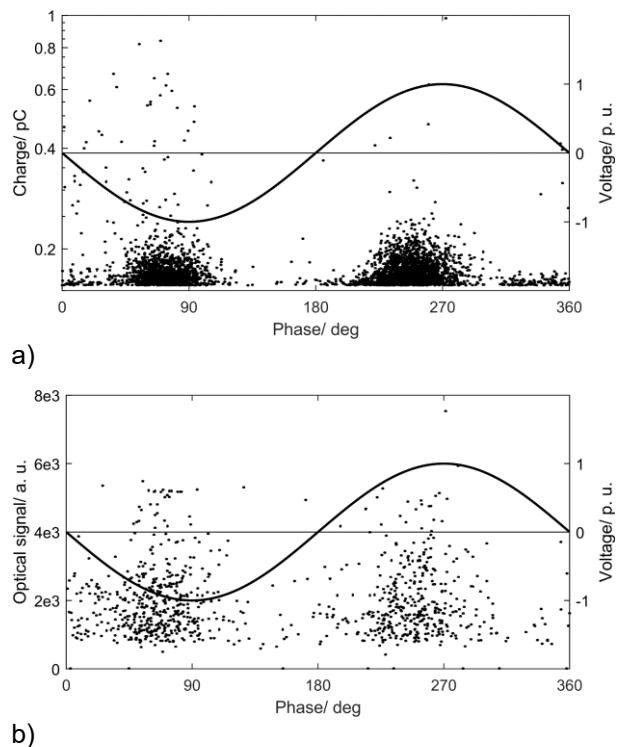 1
0.8
0.6
0.4
0.2
Charge/ pC
1
0
-1
Voltage/ p. u.
0 90 180 270 360
Phase/ deg
a)
8e3
6e3
4e3
2e3
0
Optical signal/ a. u.
1
0
-1
Voltage/ p. u.
0 90 180 270 360
Phase/ deg
b)